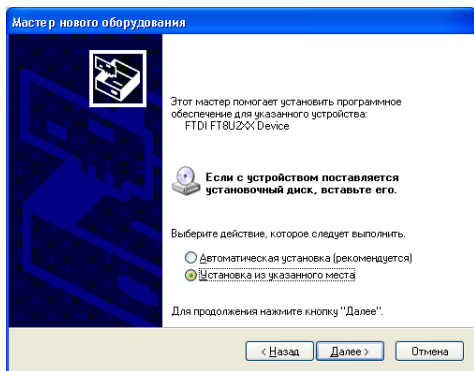 Мастер нового оборудования
Этот мастер помогает установить программное
обеспечение для указанного устройства:
FTDI FT8U2XX Device
Если с устройством поставляется
установочный диск, вставьте его.
Выберите действие, которое следует выполнить.
Автоматическая установка (рекомендуется)
Установка из указанного места
Для продолжения нажмите кнопку "Далее".
< Назад Далее > Отмена